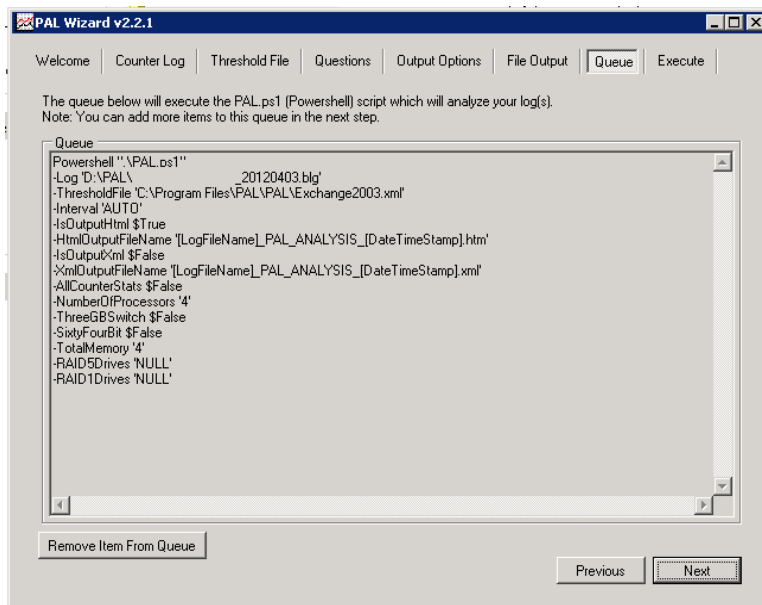 PAL Wizard v2.2.1
Welcome Counter Log Threshold File Questions Output Options File Output Queue Execute
The queue below will execute the PAL.ps1 (Powershell) script which will analyze your log(s).
Note: You can add more items to this queue in the next step.
Queue
Powershell ".\PAL.ps1"
-Log 'D:\PAL\ _20120403.blg'
-ThresholdFile 'C:\Program Files\PAL\PAL\Exchange2003.xml'
-Interval 'AUTO'
-IsOutputHtml $True
-HtmlOutputFileName '[LogFileName]_PAL_ANALYSIS_[DateTimeStamp].htm'
-IsOutputXml $False
-XmlOutputFileName '[LogFileName]_PAL_ANALYSIS_[DateTimeStamp].xml'
-AllCounterStats $False
-NumberOfProcessors '4'
-ThreeGBSwitch $False
-SixtyFourBit $False
-TotalMemory '4'
-RAID5Drives 'NULL'
-RAID1Drives 'NULL'
Remove Item From Queue
Previous Next